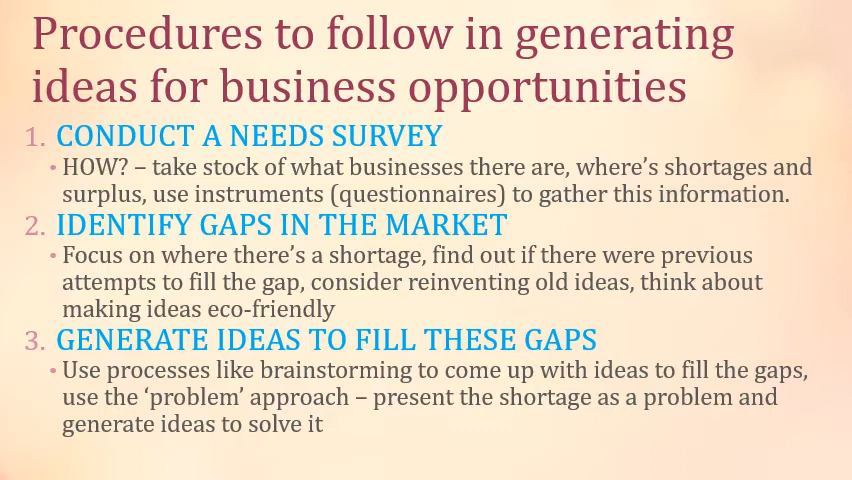 Procedures to follow in generating
ideas for business opportunities
1. CONDUCT A NEEDS SURVEY
• HOW? – take stock of what businesses there are, where’s shortages and
surplus, use instruments (questionnaires) to gather this information.
2. IDENTIFY GAPS IN THE MARKET
• Focus on where there’s a shortage, find out if there were previous
attempts to fill the gap, consider reinventing old ideas, think about
making ideas eco-friendly
3. GENERATE IDEAS TO FILL THESE GAPS
• Use processes like brainstorming to come up with ideas to fill the gaps,
use the ‘problem’ approach – present the shortage as a problem and
generate ideas to solve it